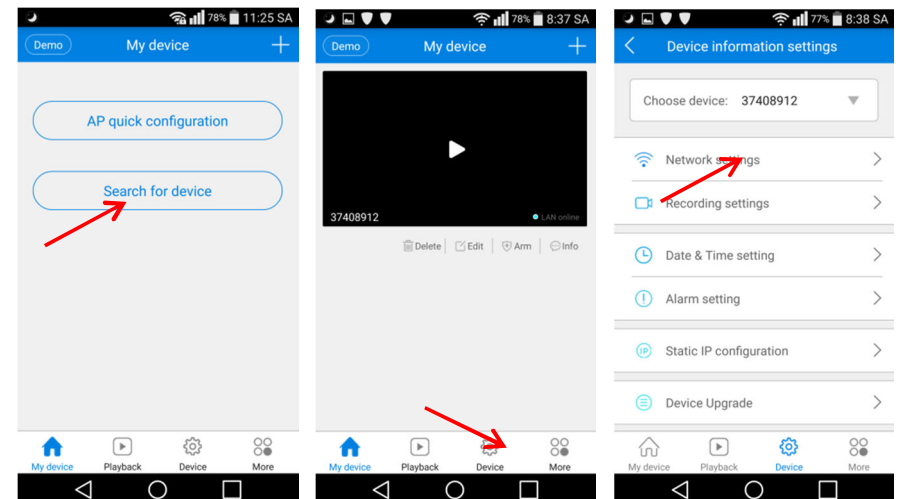 78% 11:25 SA
Demo My device +
AP quick configuration
Search for device
My device Playback Device More
78% 8:37 SA
Demo My device +
37408912 LAN online
Delete Edit Arm Info
My device Playback Device More
77% 8:38 SA
Device information settings
Choose device: 37408912
Network settings
Recording settings
Date & Time setting
Alarm setting
IP Static IP configuration
Device Upgrade
My device Playback Device More